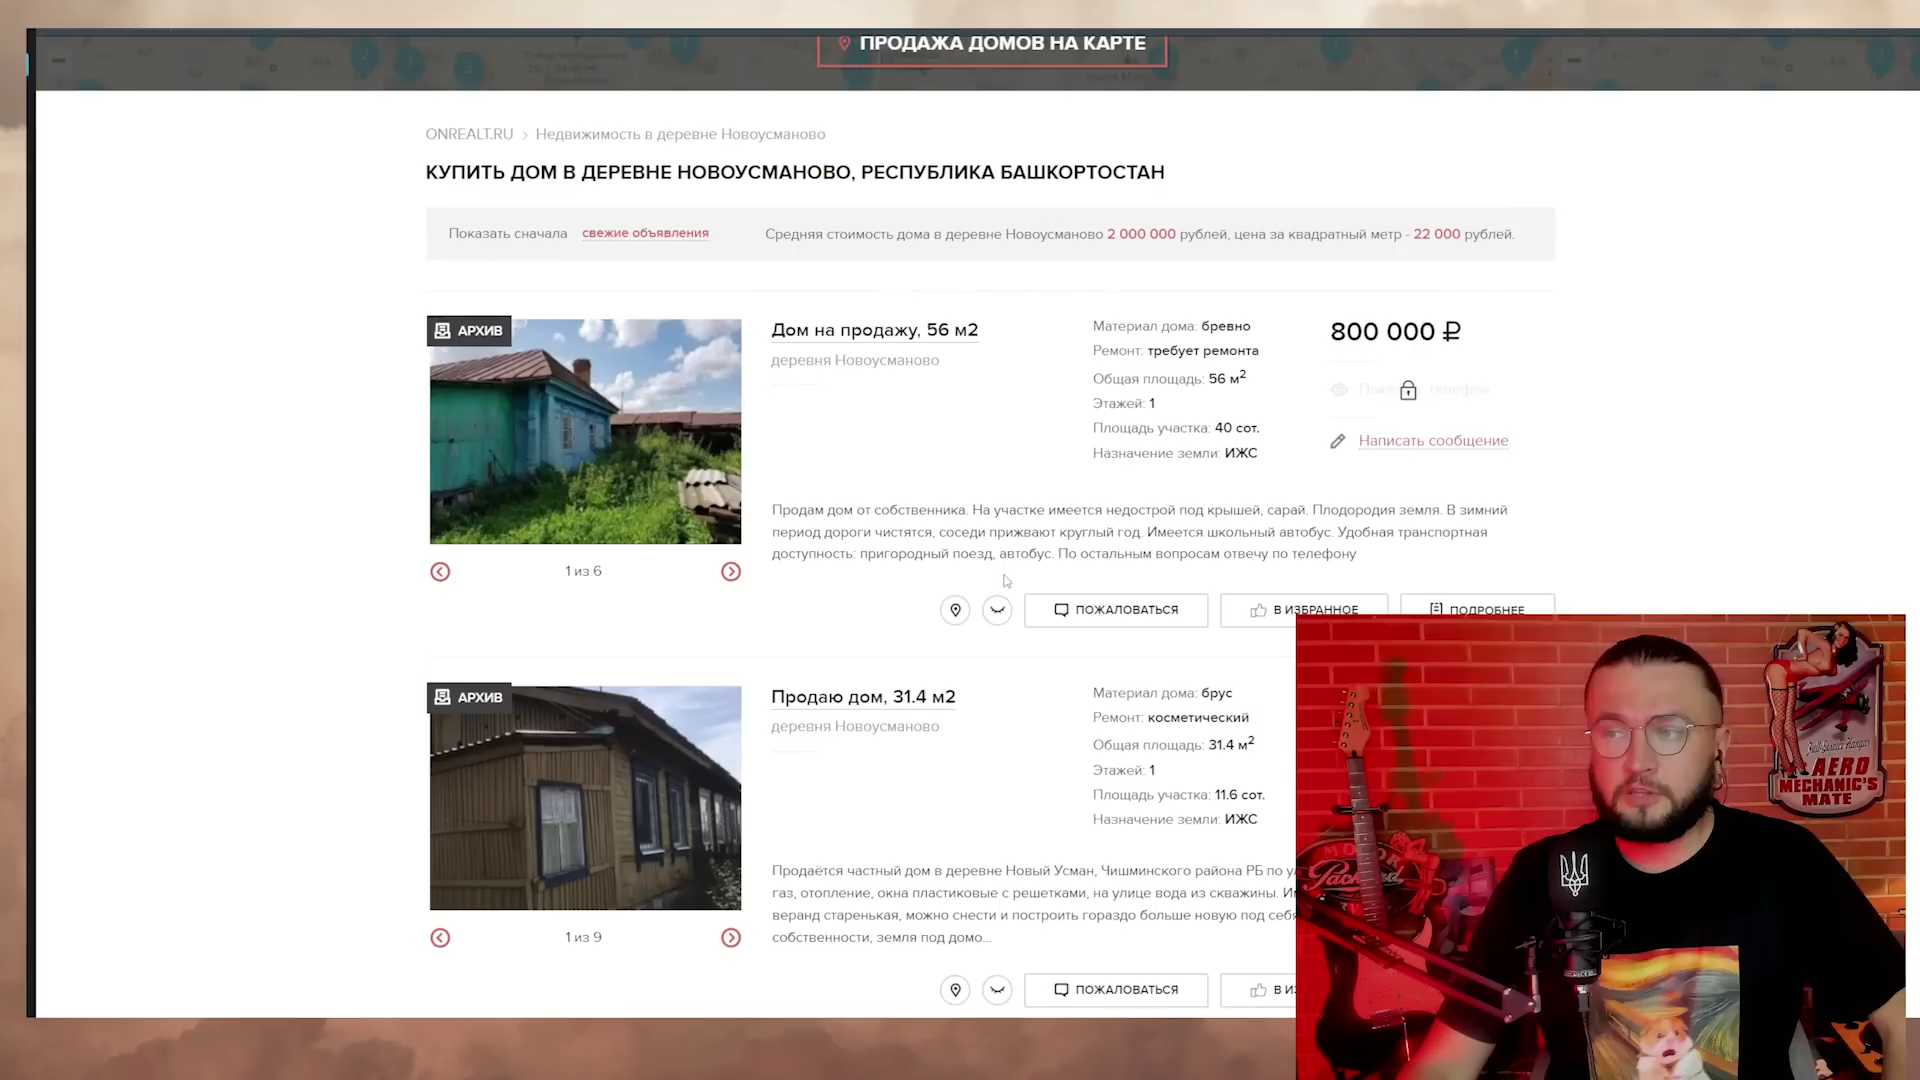 ПРОДАЖА ДОМОВ НА КАРТЕ
ONREALT.RU > Недвижимость в деревне Новоусманово
КУПИТЬ ДОМ В ДЕРЕВНЕ НОВОУСМАНОВО, РЕСПУБЛИКА БАШКОРТОСТАН
Показать сначала свежие объявления Средняя стоимость дома в деревне Новоусманово 2 000 000 рублей, цена за квадратный метр - 22 000 рублей.
АРХИВ
1 из 6
Дом на продажу, 56 м2
деревня Новоусманово
Материал дома: бревно
Ремонт: требует ремонта
Общая площадь: 56 м2
Этажей: 1
Площадь участка: 40 сот.
Назначение земли: ИЖС
800 000 ₽
телефон
Написать сообщение
Продам дом от собственника. На участке имеется недострой под крышей, сарай. Плодородия земля. В зимний
период дороги чистятся, соседи прижвают круглый год. Имеется школьный автобус. Удобная транспортная
доступность: пригородный поезд, автобус. По остальным вопросам отвечу по телефону
ПОЖАЛОВАТЬСЯ
В ИЗБРАННОЕ
ПОДРОБНЕЕ
АРХИВ
1 из 9
Продаю дом, 31.4 м2
деревня Новоусманово
Материал дома: брус
Ремонт: косметический
Общая площадь: 31.4 м2
Этажей: 1
Площадь участка: 11.6 сот.
Назначение земли: ИЖС
Продаётся частный дом в деревне Новый Усман, Чишминского района РБ по у
газ, отопление, окна пластиковые с решетками, на улице вода из скважины. И
веранд старенькая, можно снести и построить гораздо больше новую под себя
собственности, земля под домо...
ПОЖАЛОВАТЬСЯ
В И
AERO
MECHANIC'S
MATE
MOTOR